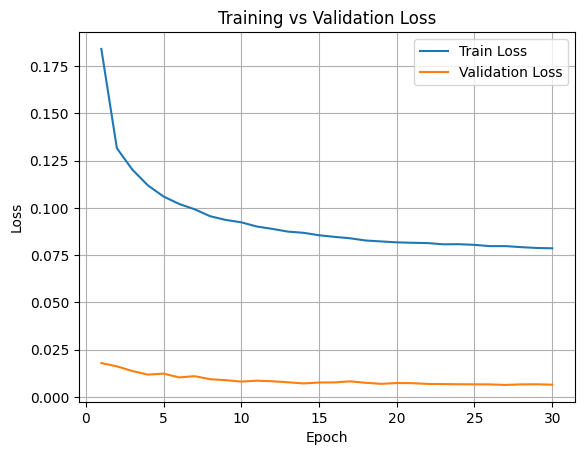 Training vs Validation Loss
Train Loss
Validation Loss
Loss
0.175
0.150
0.125
0.100
0.075
0.050
0.025
0.000
0 5 10 15 20 25 30
Epoch